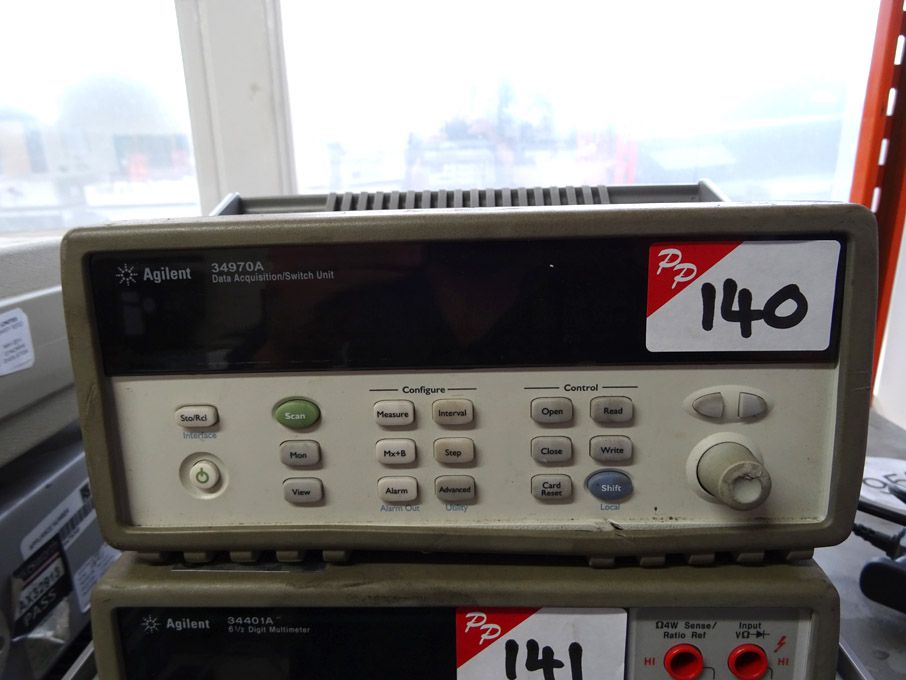 Agilent 34970A
Data Acquisition/Switch Unit
PP
140
Configure
Control
Sto/Rcl
Scan
Measure
Interval
Open
Read
Interface
Mon
Mx+B
Step
Close
Write
View
Alarm
Advanced
Card
Reset
Shift
Alarm Out
Utility
Local
Agilent 34401A
6½ Digit Multimeter
PP
141
Ω4W Sense/
Ratio Ref
Input
VΩ
HI
HI
PASS